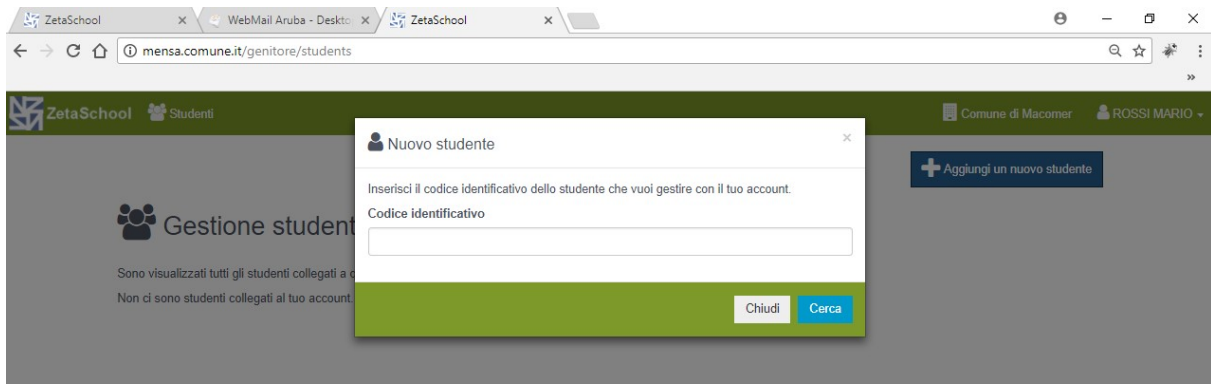 ZetaSchool
WebMail Aruba - Deskto
ZetaSchool
mensa.comune.it/genitore/students
ZetaSchool Studenti Comune di Macomer ROSSI MARIO
Nuovo studente ×
Aggiungi un nuovo studente
Inserisci il codice identificativo dello studente che vuoi gestire con il tuo account.
Codice identificativo
Gestione student
Sono visualizzati tutti gli studenti collegati a
Non ci sono studenti collegati al tuo account.
Chiudi Cerca